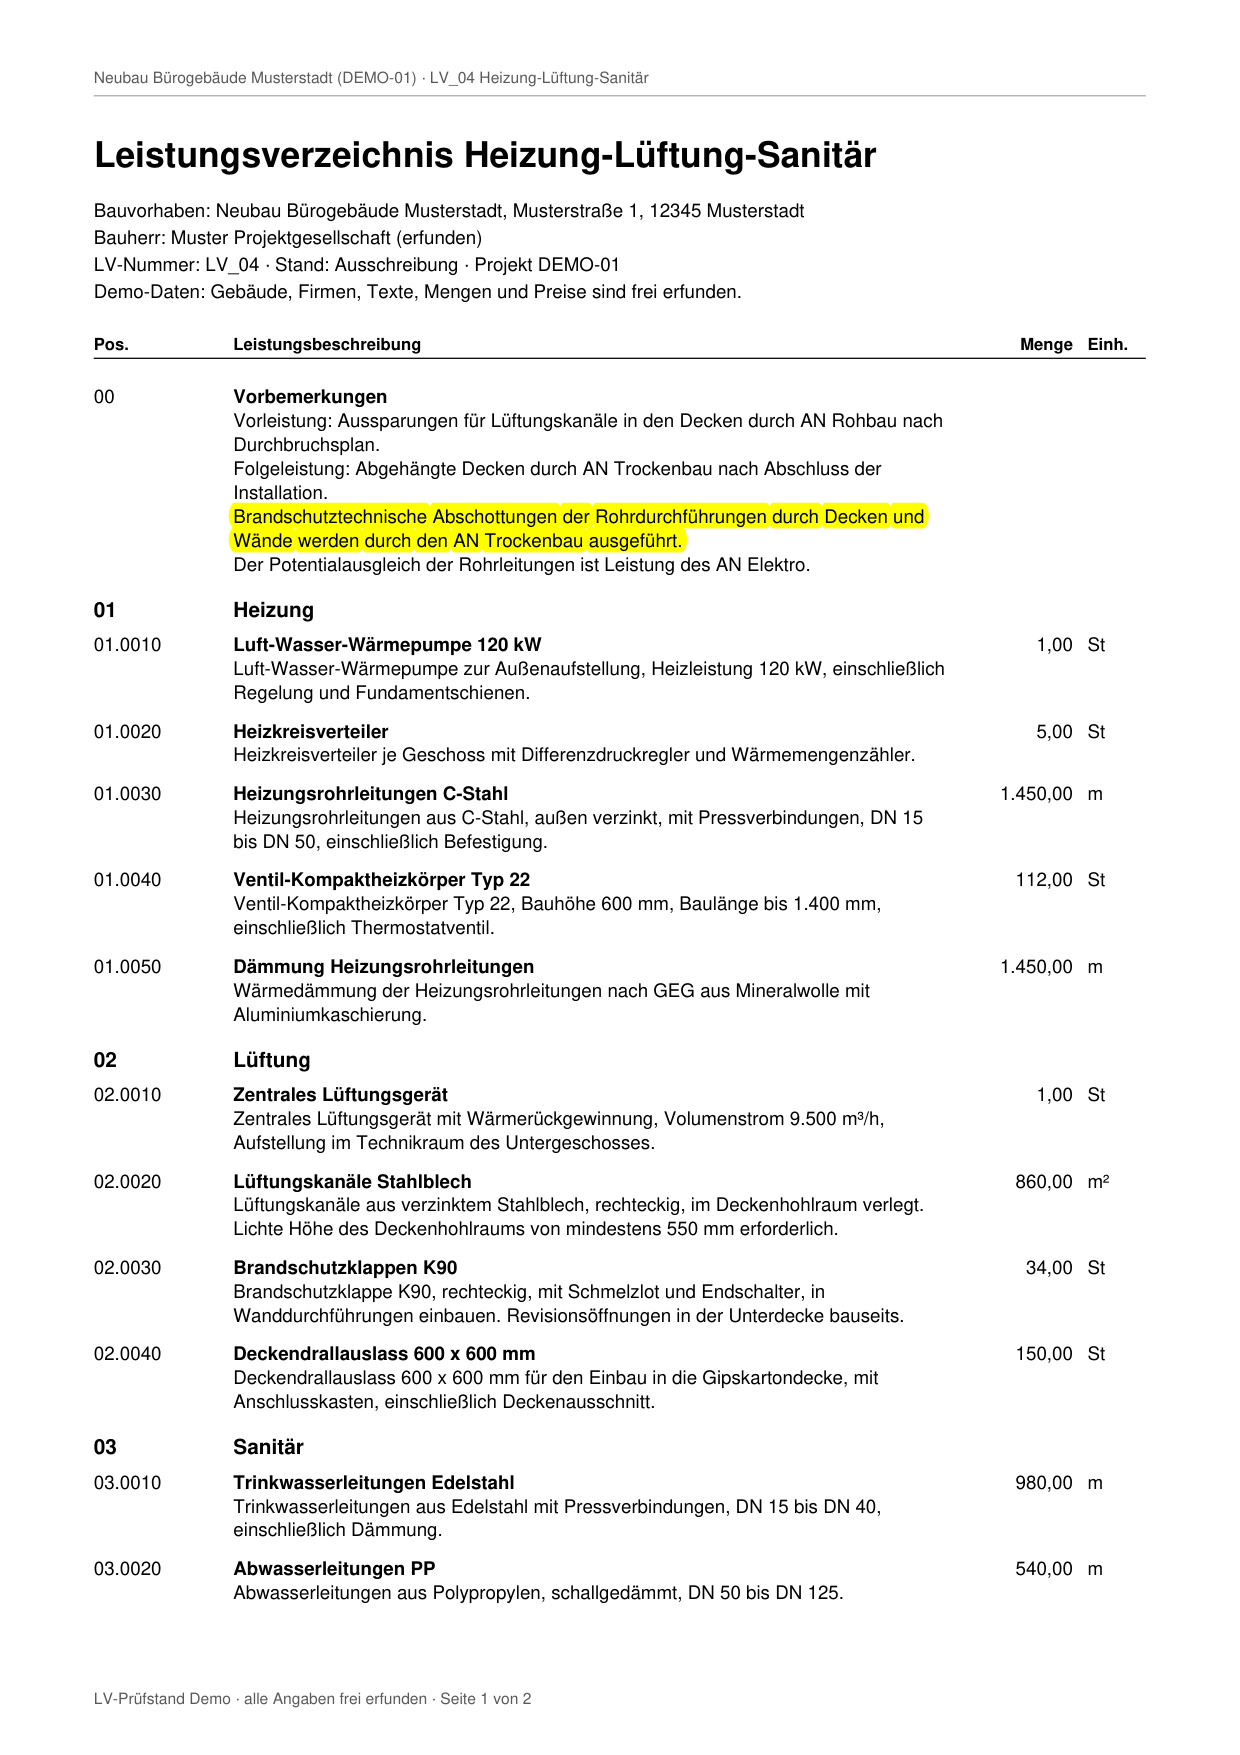 Neubau Bürogebäude Musterstadt (DEMO-01) · LV_04 Heizung-Lüftung-Sanitär
Leistungsverzeichnis Heizung-Lüftung-Sanitär
Bauvorhaben: Neubau Bürogebäude Musterstadt, Musterstraße 1, 12345 Musterstadt
Bauherr: Muster Projektgesellschaft (erfunden)
LV-Nummer: LV_04 · Stand: Ausschreibung · Projekt DEMO-01
Demo-Daten: Gebäude, Firmen, Texte, Mengen und Preise sind frei erfunden.
Pos. Leistungsbeschreibung Menge Einh.
00 Vorbemerkungen
Vorleistung: Aussparungen für Lüftungskanäle in den Decken durch AN Rohbau nach
Durchbruchsplan.
Folgeleistung: Abgehängte Decken durch AN Trockenbau nach Abschluss der
Installation.
Brandschutztechnische Abschottungen der Rohrdurchführungen durch Decken und
Wände werden durch den AN Trockenbau ausgeführt.
Der Potentialausgleich der Rohrleitungen ist Leistung des AN Elektro.
01 Heizung
01.0010 Luft-Wasser-Wärmepumpe 120 kW 1,00 St
Luft-Wasser-Wärmepumpe zur Außenaufstellung, Heizleistung 120 kW, einschließlich
Regelung und Fundamentschienen.
01.0020 Heizkreisverteiler 5,00 St
Heizkreisverteiler je Geschoss mit Differenzdruckregler und Wärmemengenzähler.
01.0030 Heizungsrohrleitungen C-Stahl 1.450,00 m
Heizungsrohrleitungen aus C-Stahl, außen verzinkt, mit Pressverbindungen, DN 15
bis DN 50, einschließlich Befestigung.
01.0040 Ventil-Kompaktheizkörper Typ 22 112,00 St
Ventil-Kompaktheizkörper Typ 22, Bauhöhe 600 mm, Baulänge bis 1.400 mm,
einschließlich Thermostatventil.
01.0050 Dämmung Heizungsrohrleitungen 1.450,00 m
Wärmedämmung der Heizungsrohrleitungen nach GEG aus Mineralwolle mit
Aluminiumkaschierung.
02 Lüftung
02.0010 Zentrales Lüftungsgerät 1,00 St
Zentrales Lüftungsgerät mit Wärmerückgewinnung, Volumenstrom 9.500 m³/h,
Aufstellung im Technikraum des Untergeschosses.
02.0020 Lüftungskanäle Stahlblech 860,00 m²
Lüftungskanäle aus verzinktem Stahlblech, rechteckig, im Deckenhohlraum verlegt.
Lichte Höhe des Deckenhohlraums von mindestens 550 mm erforderlich.
02.0030 Brandschutzklappen K90 34,00 St
Brandschutzklappe K90, rechteckig, mit Schmelzlot und Endschalter, in
Wanddurchführungen einbauen. Revisionsöffnungen in der Unterdecke bauseits.
02.0040 Deckendrallauslass 600 x 600 mm 150,00 St
Deckendrallauslass 600 x 600 mm für den Einbau in die Gipskartondecke, mit
Anschlusskasten, einschließlich Deckenausschnitt.
03 Sanitär
03.0010 Trinkwasserleitungen Edelstahl 980,00 m
Trinkwasserleitungen aus Edelstahl mit Pressverbindungen, DN 15 bis DN 40,
einschließlich Dämmung.
03.0020 Abwasserleitungen PP 540,00 m
Abwasserleitungen aus Polypropylen, schallgedämmt, DN 50 bis DN 125.
LV-Prüfstand Demo · alle Angaben frei erfunden · Seite 1 von 2